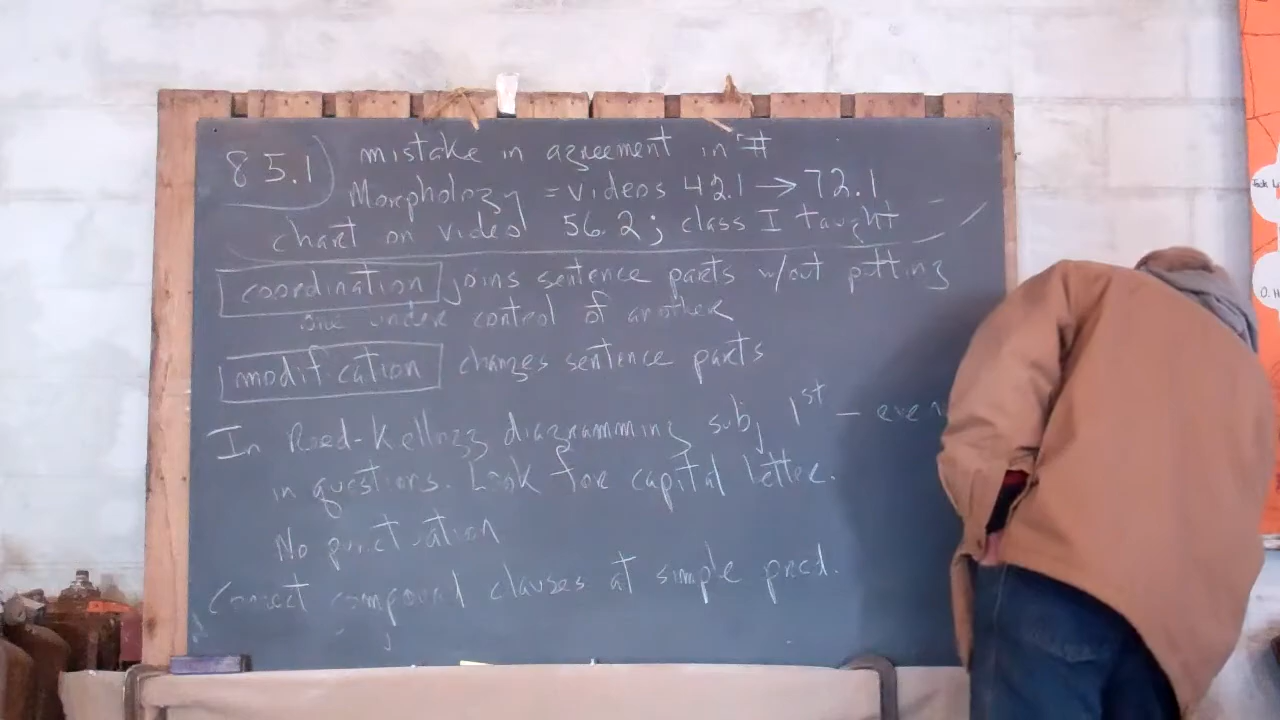 85.1) mistake in agreement in #
Morphology = videos 42.1 → 72.1
chart on video 56.2; class I taught
coordination joins sentence parts w/out putting
one under control of another
modification changes sentence parts
In Reed-Kellogg diagramming subj 1st – even
in questions. Look for capital letter.
No punctuation
Connect compound clauses at simple pred.
Jack
D. H